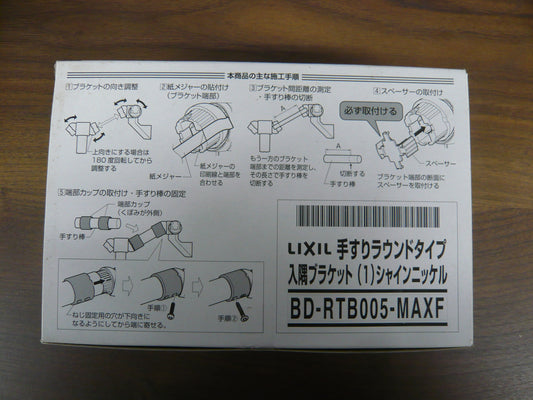 本商品の主な施工手順
①ブラケットの向き調整
上向きにする場合は
180度回転してから
調整する
②紙メジャーの貼付け
(ブラケット端部)
紙メジャー
紙メジャーの
印刷線と端部を
合わせる
③ブラケット間距離の測定
・手すり棒の切断
A
もう一方のブラケット
端部までの距離を測定し、
その長さで手すり棒を
切断する
A
手すり棒
④スペーサーの取付け
必ず取付ける
スペーサー
ブラケット端部の断面に
スペーサーを取付ける
⑤端部カップの取付け・手すり棒の固定
端部カップ
(くぼみが外側)
手すり棒
ねじ固定用の穴が下向きに
なるようにしてから端に寄せる。
手順①
手順②
LIXIL 手すりラウンドタイプ
入隅ブラケット(1)シャインニッケル
BD-RTB005-MAXF